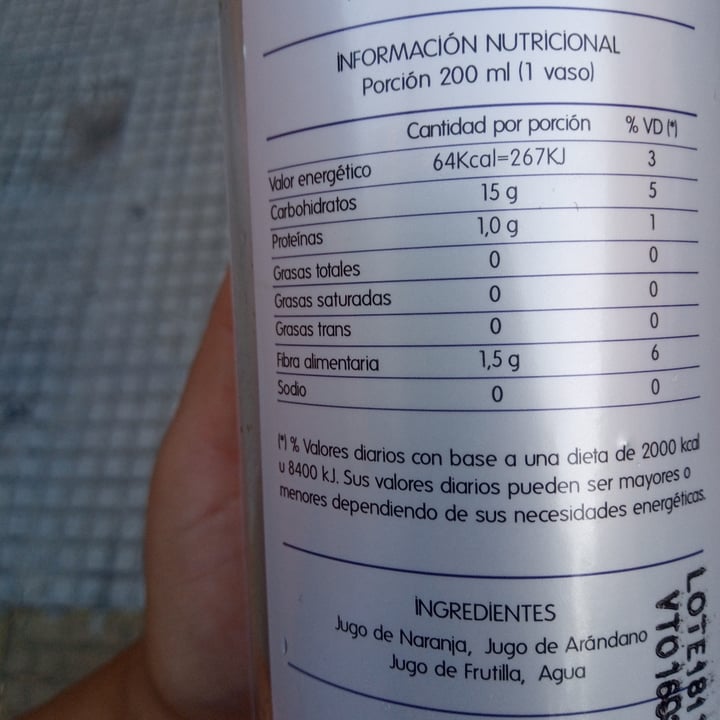 INFORMACIÓN NUTRICIONAL
Porción 200 ml (1 vaso)
Cantidad por porción % VD (*)
Valor energético 64Kcal=267KJ 3
Carbohidratos 15 g 5
Proteínas 1,0 g 1
Grasas totales 0 0
Grasas saturadas 0 0
Grasas trans 0 0
Fibra alimentaria 1,5 g 6
Sodio 0 0
(*) % Valores diarios con base a una dieta de 2000 kcal
u 8400 kJ. Sus valores diarios pueden ser mayores o
menores dependiendo de sus necesidades energéticas.
INGREDIENTES
Jugo de Naranja, Jugo de Arándano
Jugo de Frutilla, Agua
LOTE181
VTO